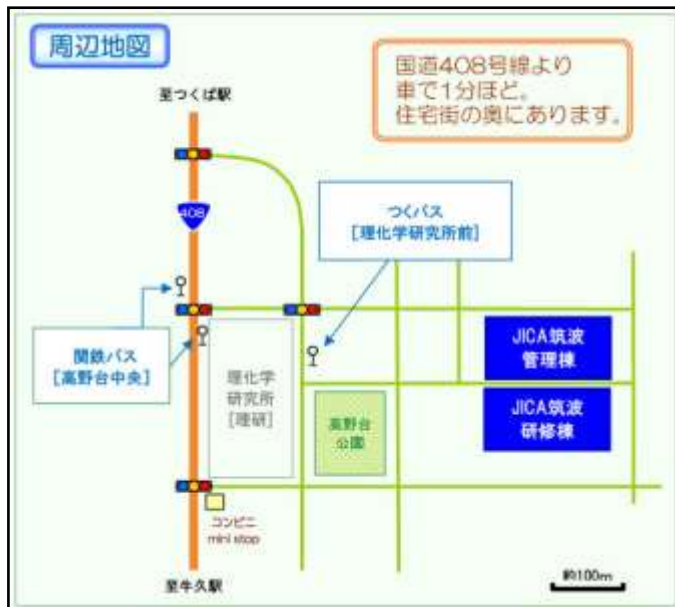 周辺地図
国道408号線より
車で1分ほど。
住宅街の奥にあります。
至つくば駅
408
つくバス
[理化学研究所前]
関鉄バス
[高野台中央]
理化学
研究所
[理研]
高野台
公園
JICA筑波
管理棟
JICA筑波
研修棟
コンビニ
mini stop
至牛久駅
約100m